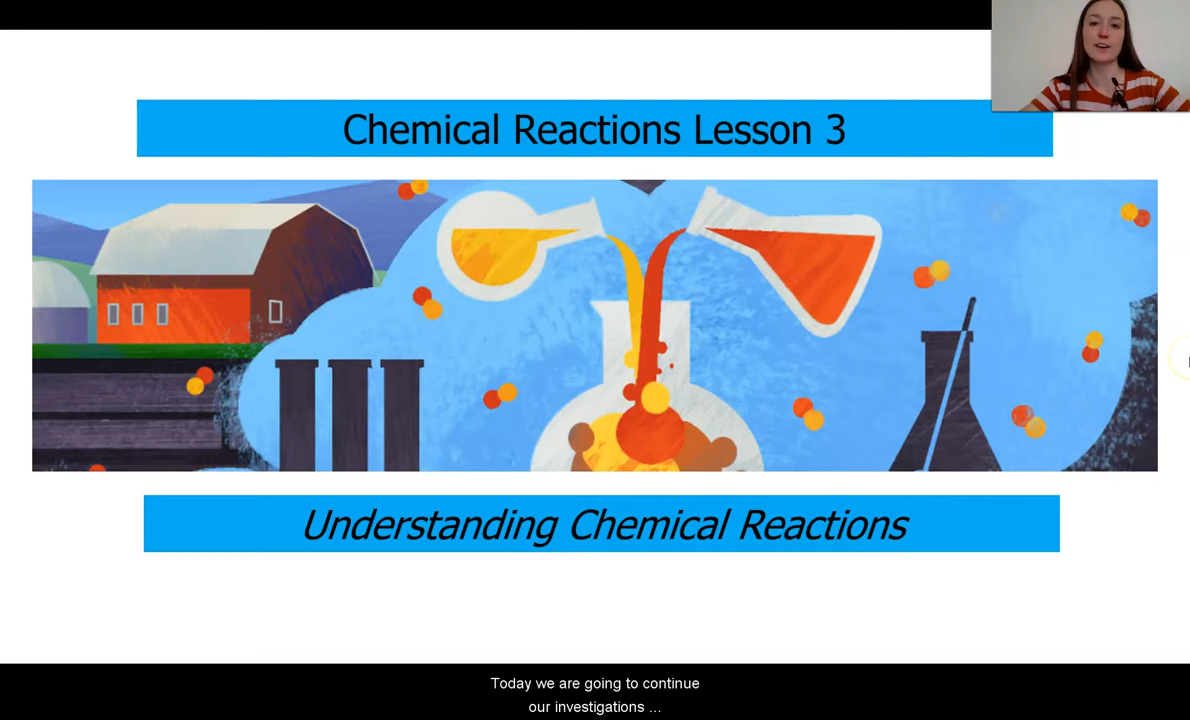 Chemical Reactions Lesson 3
Understanding Chemical Reactions
Today we are going to continue
our investigations ...